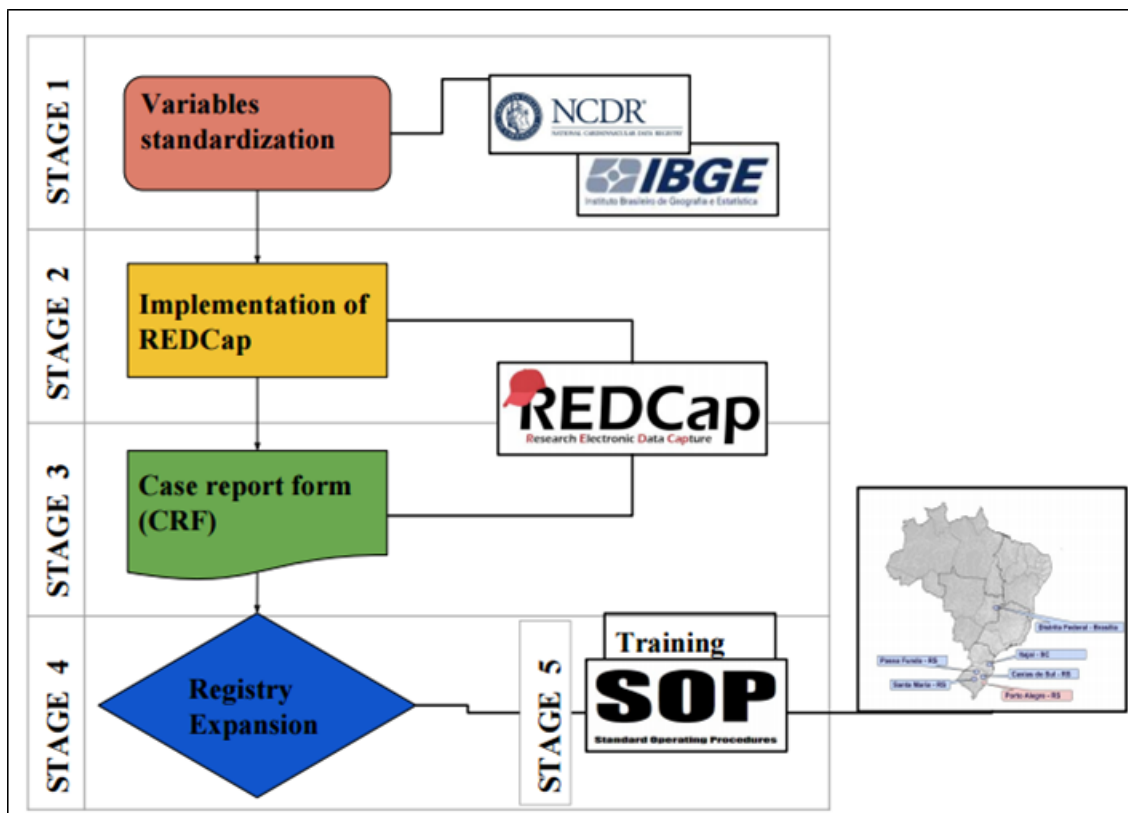 STAGE 1
Variables
standardization
NCDR®
NATIONAL CARDIOVASCULAR DATA REGISTRY
IBGE
Instituto Brasileiro de Geografia e Estatística
STAGE 2
Implementation of
REDCap
REDCap
Research Electronic Data Capture
STAGE 3
Case report form
(CRF)
STAGE 4
Registry
Expansion
STAGE 5
Training
SOP
Standard Operating Procedures
Distrito Federal - Brasília
Itajaí - SC
Passo Fundo - RS
Caxias do Sul - RS
Santa Maria - RS
Porto Alegre - RS